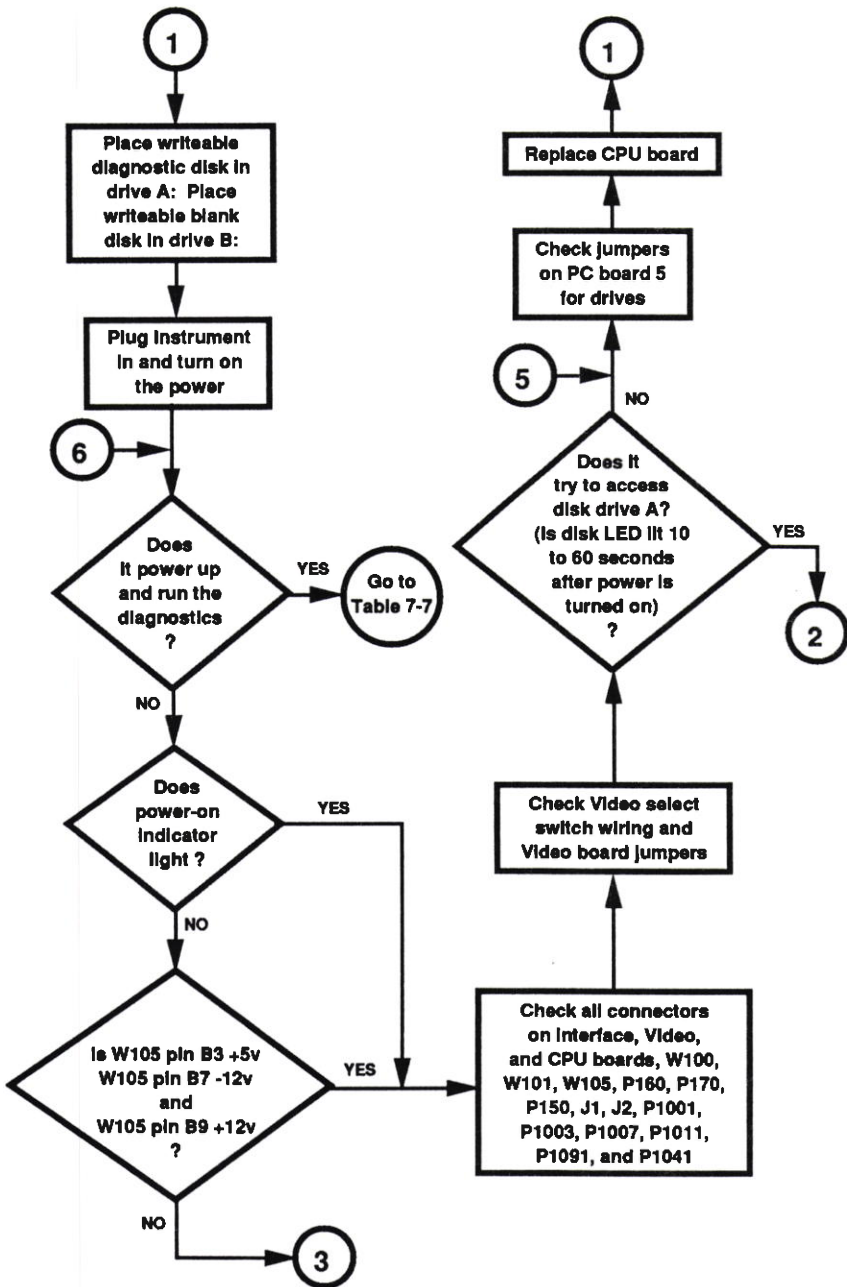 1
Place writeable
diagnostic disk in
drive A: Place
writeable blank
disk in drive B:
Plug Instrument
in and turn on
the power
6
Does
it power up
and run the
diagnostics
?
YES
Go to
Table 7-7
NO
Does
power-on
indicator
light ?
YES
NO
Is W105 pin B3 +5v
W105 pin B7 -12v
and
W105 pin B9 +12v
?
YES
NO
3
1
Replace CPU board
Check jumpers
on PC board 5
for drives
5
NO
Does it
try to access
disk drive A?
(Is disk LED lit 10
to 60 seconds
after power is
turned on)
?
YES
2
Check Video select
switch wiring and
Video board jumpers
Check all connectors
on Interface, Video,
and CPU boards, W100,
W101, W105, P160, P170,
P150, J1, J2, P1001,
P1003, P1007, P1011,
P1091, and P1041